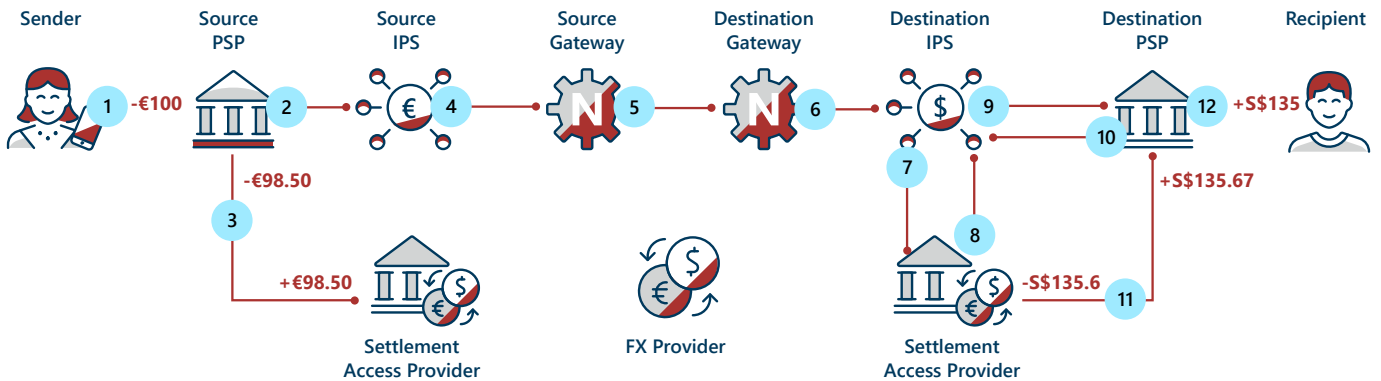 Sender
Source
PSP
Source
IPS
Source
Gateway
Destination
Gateway
Destination
IPS
Destination
PSP
Recipient
1
-€100
2
€
4
N
5
N
6
$
9
10
12
+S$135
7
-€98.50
+S$135.67
3
8
+€98.50
$
€
$
€
-S$135.6
$
€
11
Settlement
Access Provider
FX Provider
Settlement
Access Provider